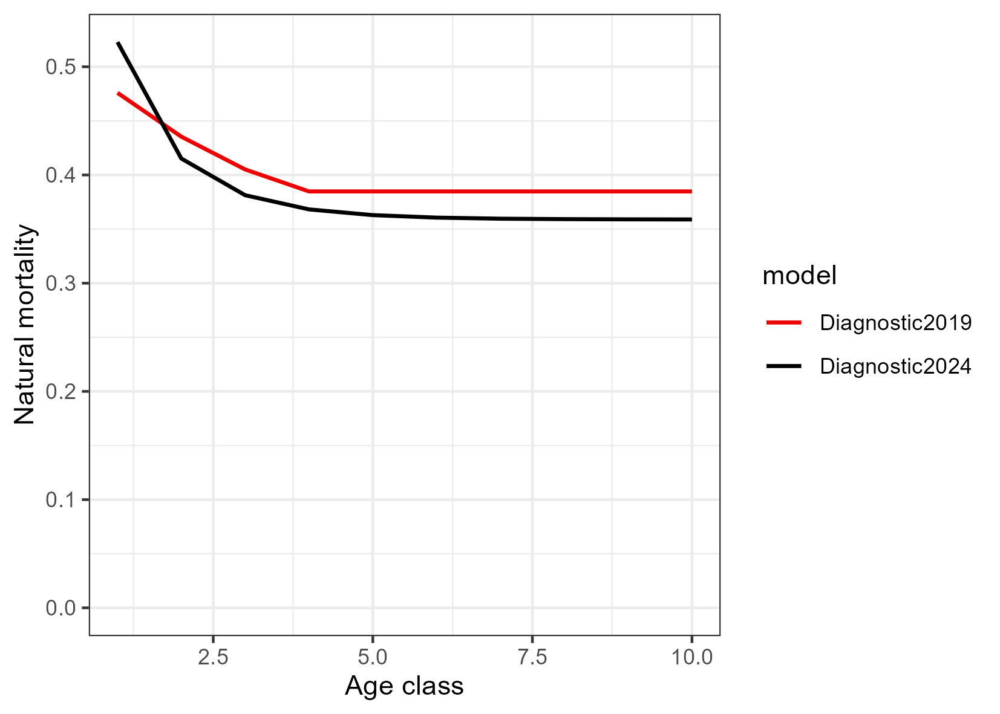 0.5
0.4
0.3
0.2
0.1
0.0
Natural mortality
2.5 5.0 7.5 10.0
Age class
model
Diagnostic2019
Diagnostic2024